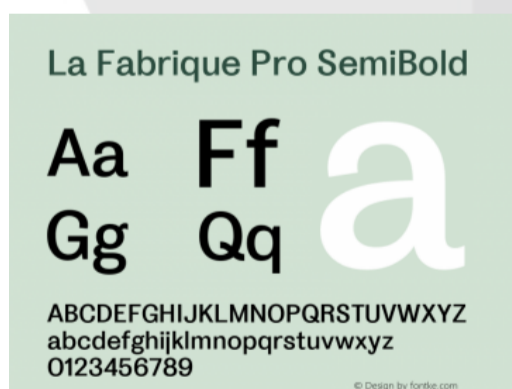 La Fabrique Pro SemiBold
Aa Ff a
Gg Qq
ABCDEFGHIJKLMNOPQRSTUVWXYZ
abcdefghijklmnopqrstuvwxyz
0123456789
© Design by fontke.com